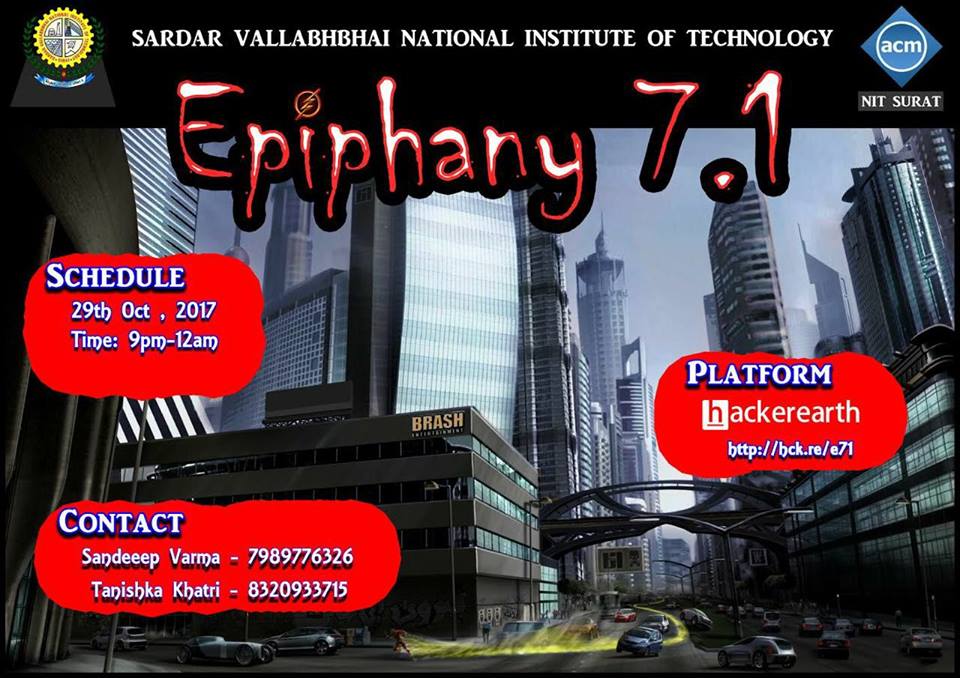 SARDAR VALLABHBHAI NATIONAL INSTITUTE OF TECHNOLOGY
acm
NIT SURAT
Epiphany 7.1
SCHEDULE
29th Oct , 2017
Time: 9pm-12am
PLATFORM
hackerearth
http://hck.re/e71
BRASH
ENTERTAINMENT
CONTACT
Sandeeep Varma - 7989776326
Tanishka Khatri - 8320933715